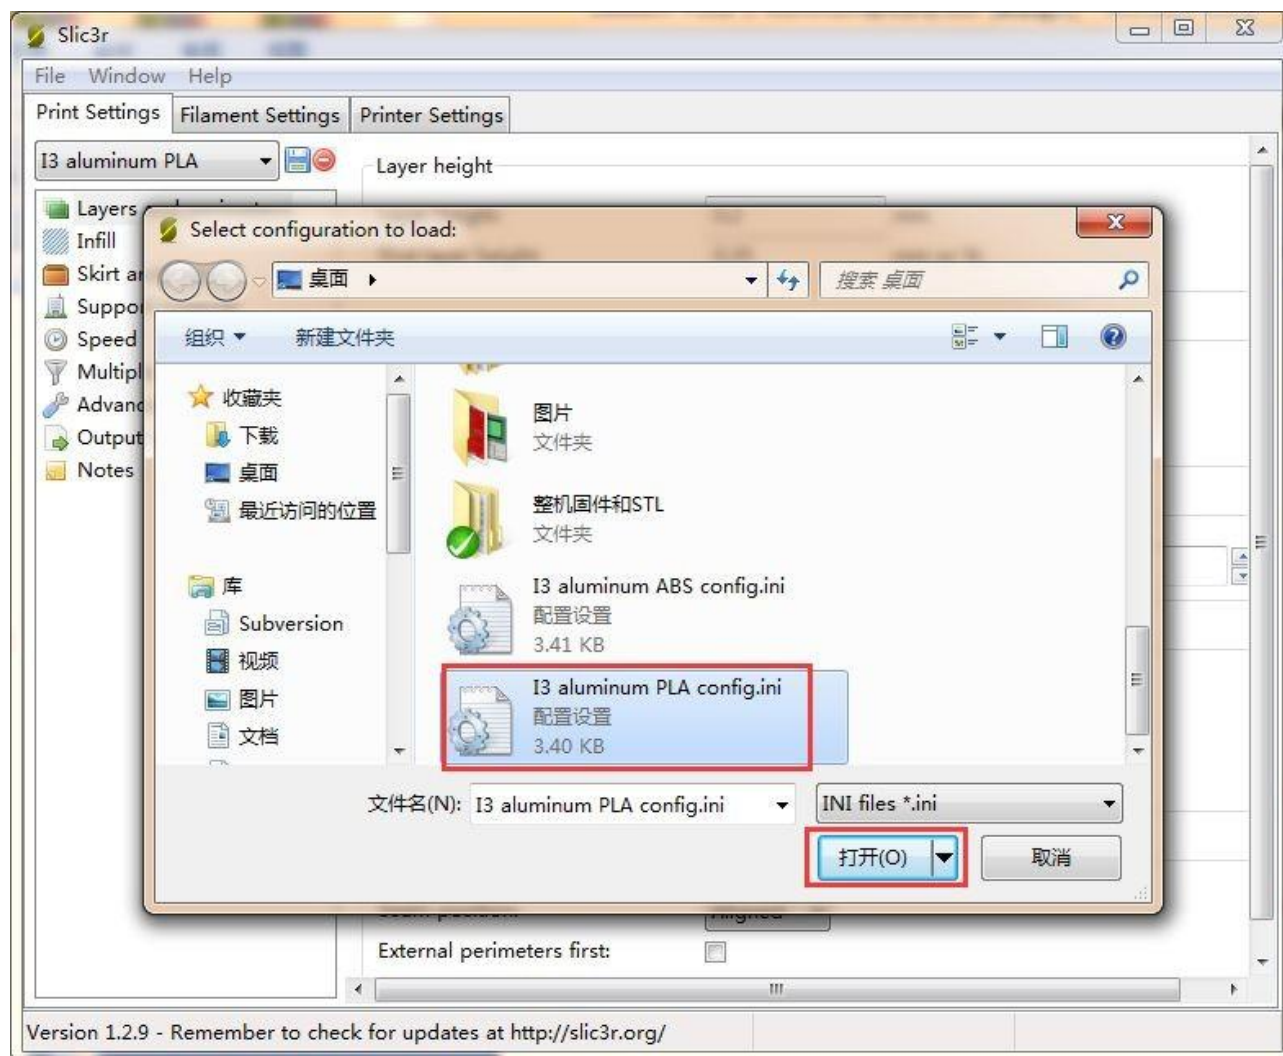 Slic3r
File Window Help
Print Settings Filament Settings Printer Settings
I3 aluminum PLA
Layer height
Layers
Infill
Skirt
Speed
Notes
Select configuration to load:
桌面
搜索 桌面
组织 新建文件夹
收藏夹
下载
桌面
最近访问的位置
库
Subversion
视频
图片
文档
图片
文件夹
整机固件和STL
文件夹
I3 aluminum ABS config.ini
配置设置
3.41 KB
I3 aluminum PLA config.ini
配置设置
3.40 KB
文件名(N): I3 aluminum PLA config.ini INI files *.ini
打开(O) 取消
External perimeters first:
Version 1.2.9 - Remember to check for updates at http://slic3r.org/